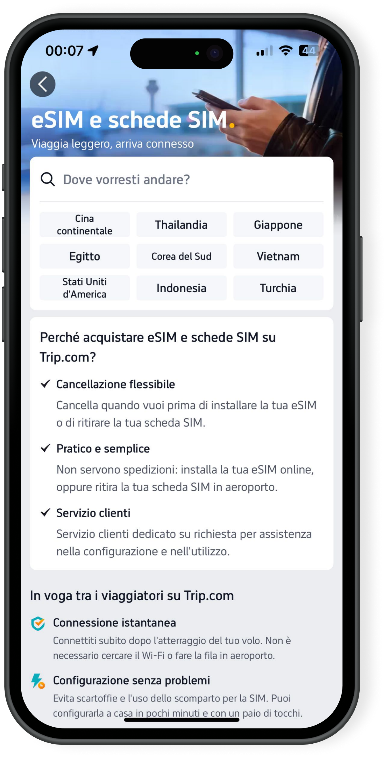 00:07
44
eSIM e schede SIM.
Viaggia leggero, arriva connesso
Dove vorresti andare?
Cina
continentale
Thailandia
Giappone
Egitto
Corea del Sud
Vietnam
Stati Uniti
d'America
Indonesia
Turchia
Perché acquistare eSIM e schede SIM su
Trip.com?
Cancellazione flessibile
Cancella quando vuoi prima di installare la tua eSIM
o di ritirare la tua scheda SIM.
Pratico e semplice
Non servono spedizioni: installa la tua eSIM online,
oppure ritira la tua scheda SIM in aeroporto.
Servizio clienti
Servizio clienti dedicato su richiesta per assistenza
nella configurazione e nell'utilizzo.
In voga tra i viaggiatori su Trip.com
Connessione istantanea
Connettiti subito dopo l'atterraggio del tuo volo. Non è
necessario cercare il Wi-Fi o fare la fila in aeroporto.
Configurazione senza problemi
Evita scartoffie e l'uso dello scomparto per la SIM. Puoi
configurarla a casa in pochi minuti e con un paio di tocchi.